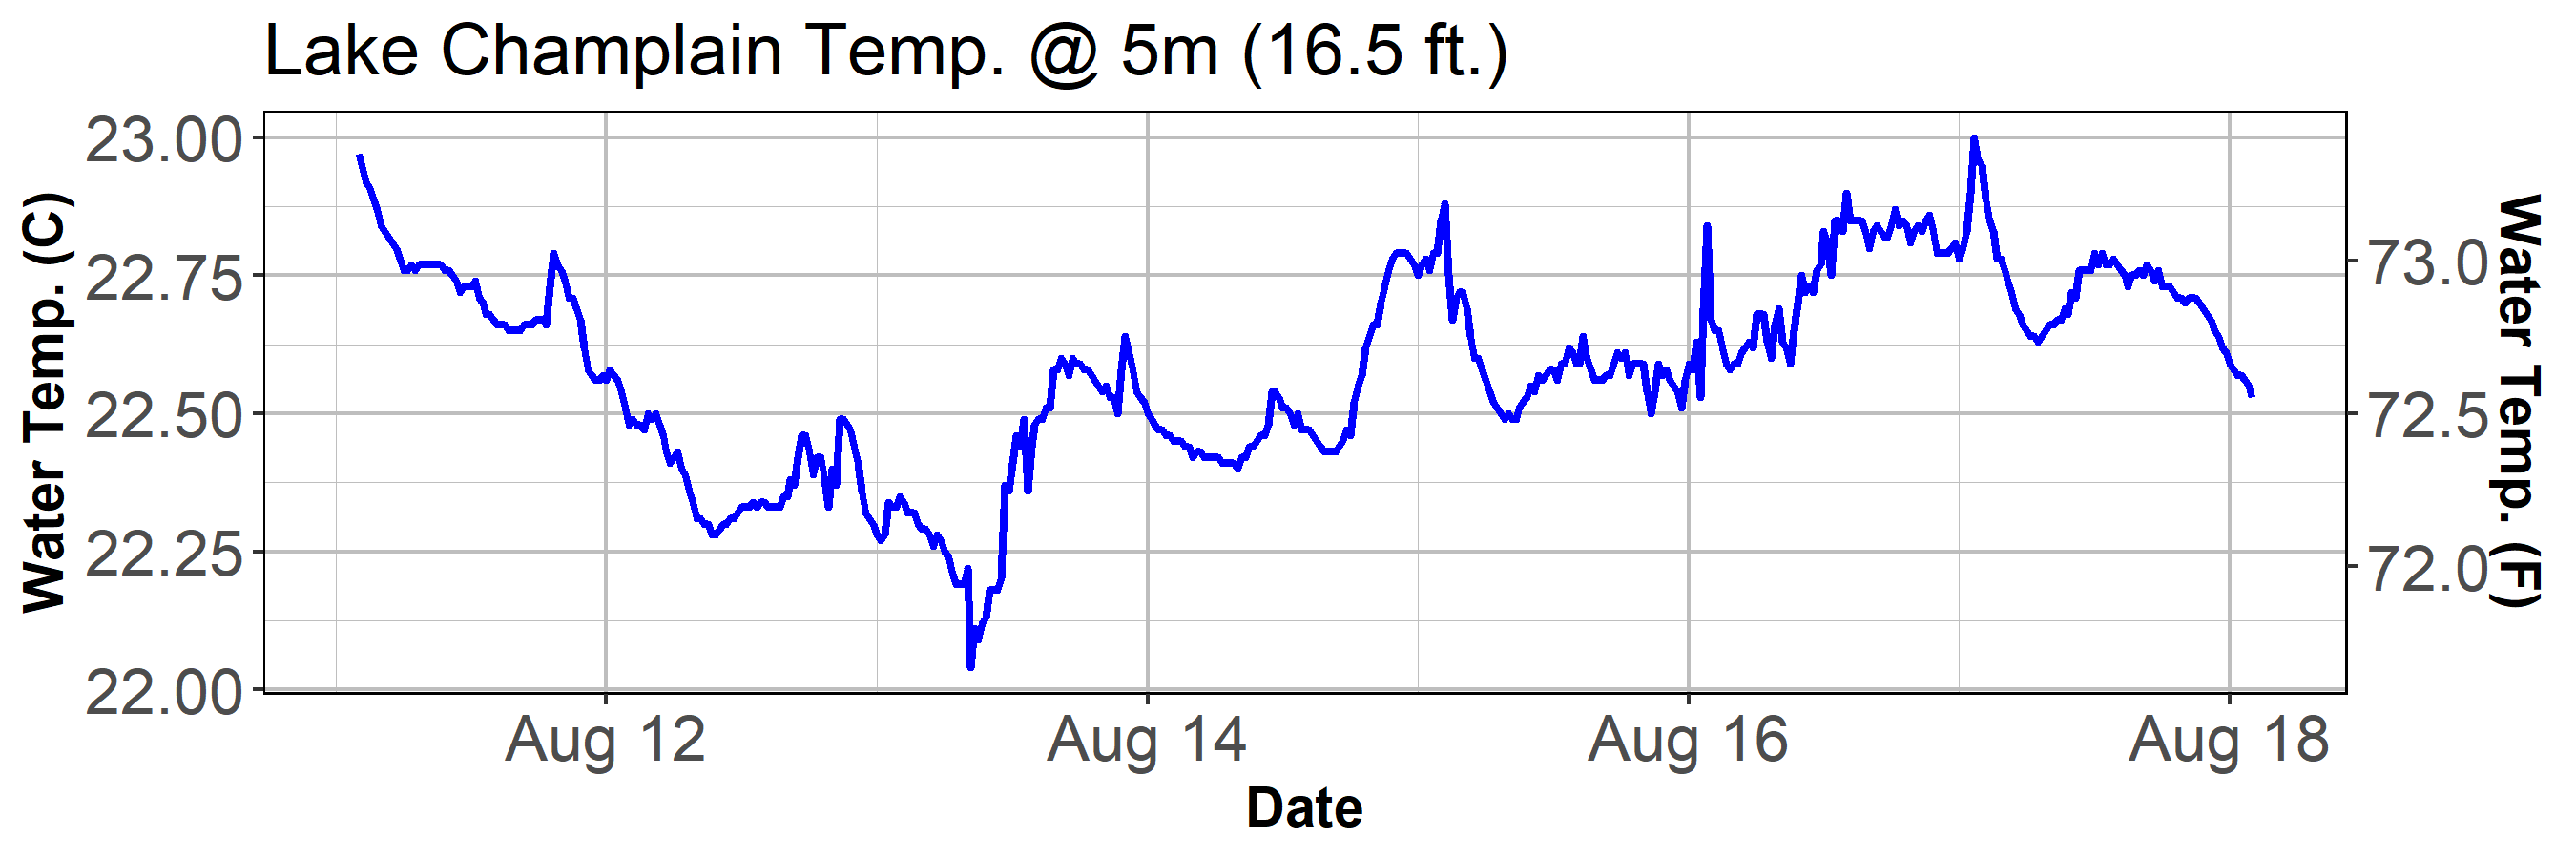 Lake Champlain Temp. @ 5m (16.5 ft.)
Water Temp. (C)
23.00
22.75
22.50
22.25
22.00
73.0
72.5
72.0
Water Temp. (F)
Aug 12
Aug 14
Aug 16
Aug 18
Date